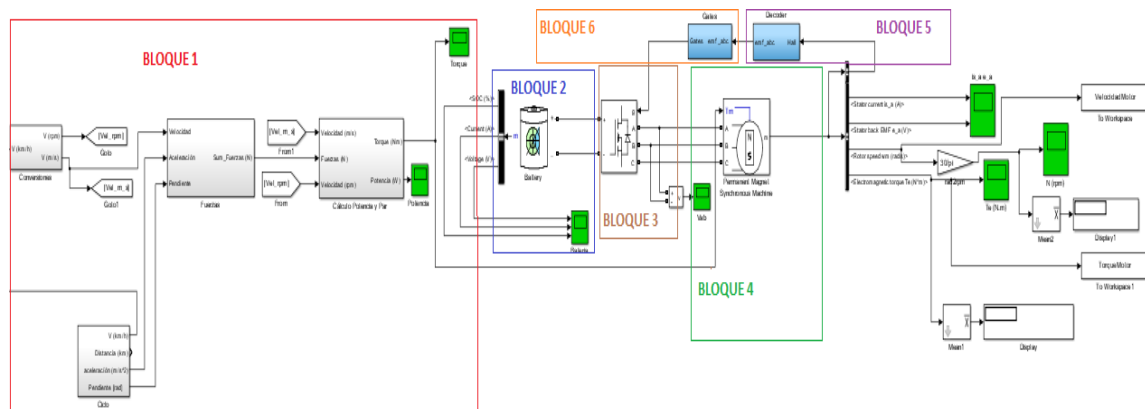 BLOQUE 1
BLOQUE 2
BLOQUE 3
BLOQUE 4
BLOQUE 5
BLOQUE 6
V (km/h)
V (rpm)
V (m/s)
Conversiones
[Vel_rpm]
Goto
[Vel_m_s]
Goto1
Velocidad
Aceleración
Pendiente
Sum_Fuerzas (N)
Fuerzas
[Vel_m_s]
From1
[Vel_rpm]
From
Velocidad (m/s)
Fuerzas (N)
Velocidad (rpm)
Torque (Nm)
Potencia (W)
Cálculo Potencia y Par
Torque
Potencia
V (km/h)
Distancia (km)
aceleración (m/s^2)
Pendiente (rad)
Ciclo
<SOC (%)>
<Current (A)>
<Voltage (V)>
m
+
-
Battery
g
A
B
C
+
-
v
Vab
Gates
Gates emf_abc
Decoder
emf_abc Hall
Tm
A
B
C
m
N
S
Permanent Magnet
Synchronous Machine
<Stator current is_a (A)>
<Stator back EMF e_a (V)>
<Rotor speed wm (rad/s)>
<Electromagnetic torque Te (N*m)>
30/pi
rad2rpm
N (rpm)
Te (N.m)
VelocidadMotor
To Workspace
Mean2
Display1
TorqueMotor
To Workspace1
Mean1
Display